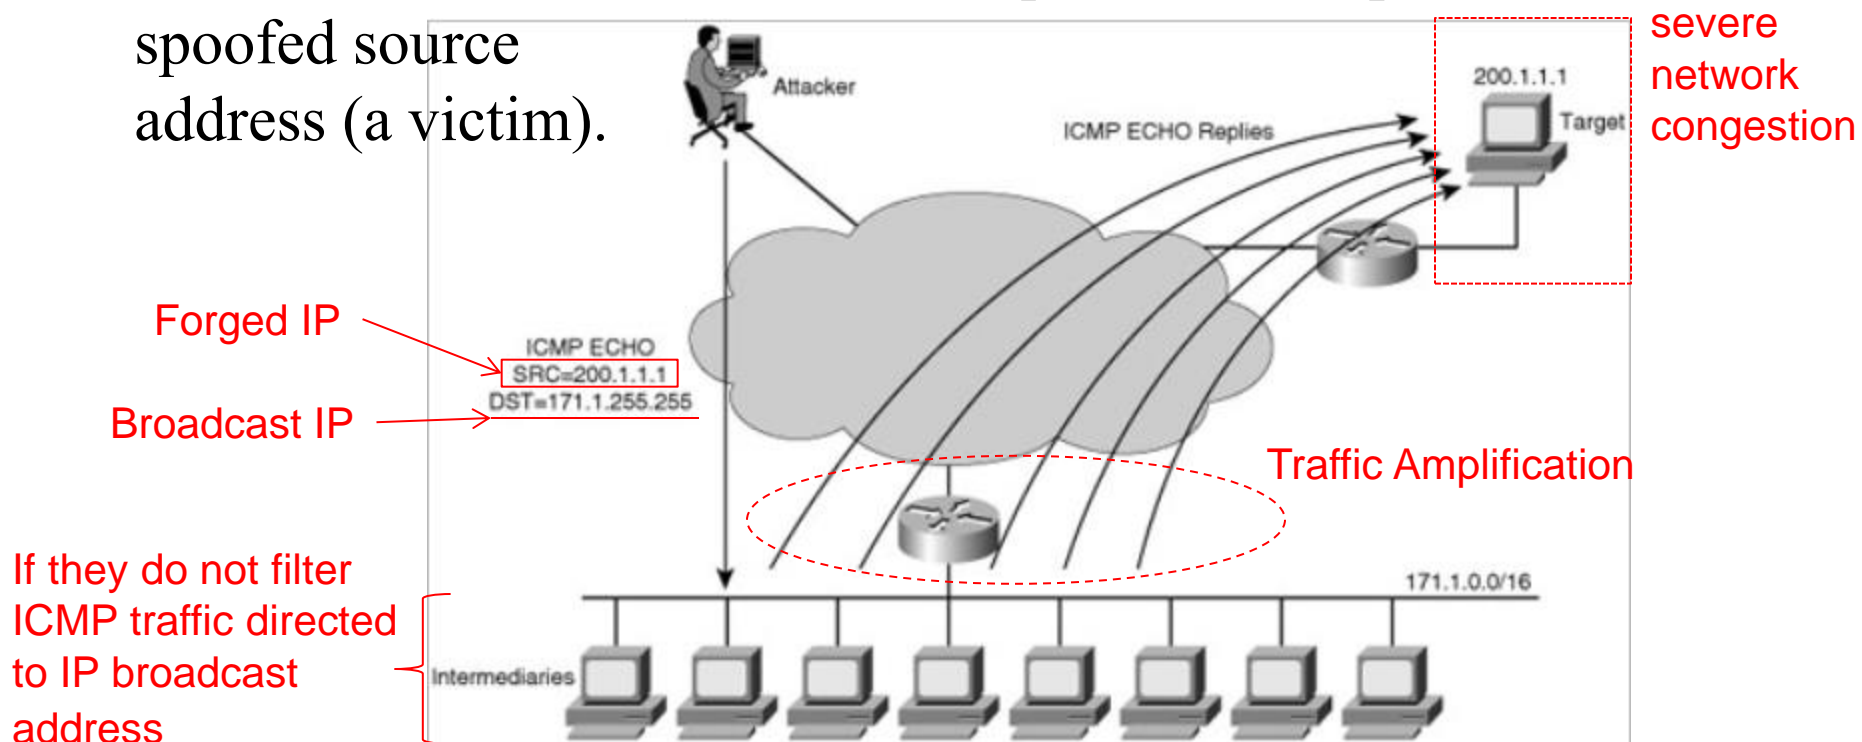 spoofed source
address (a victim).
severe
network
congestion
Attacker
200.1.1.1
Target
ICMP ECHO Replies
Forged IP
ICMP ECHO
SRC=200.1.1.1
DST=171.1.255.255
Broadcast IP
Traffic Amplification
171.1.0.0/16
If they do not filter
ICMP traffic directed
to IP broadcast
address
Intermediaries